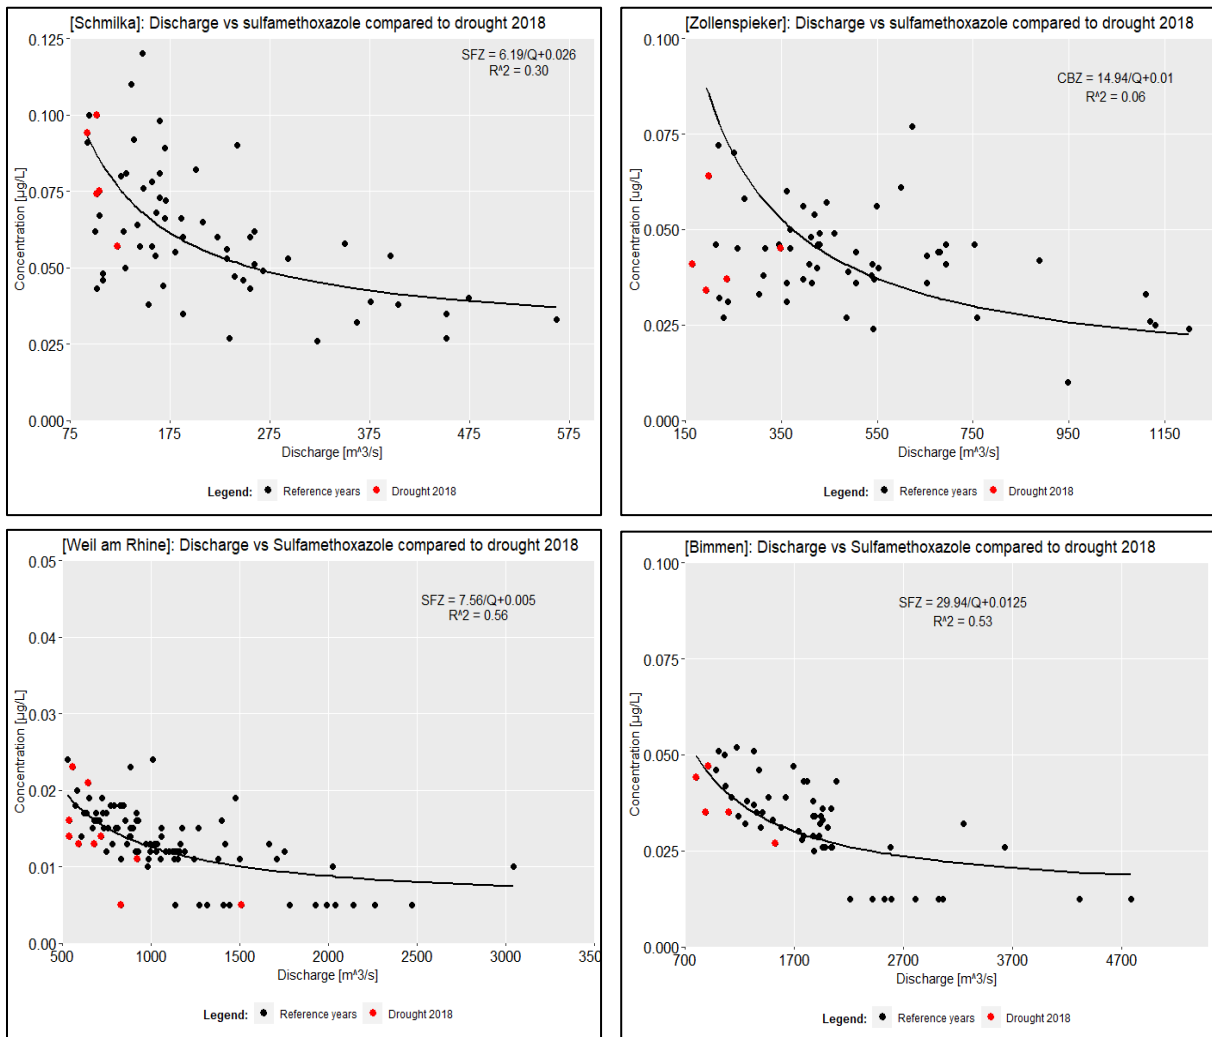 [Schmilka]: Discharge vs sulfamethoxazole compared to drought 2018
SFZ = 6.19/Q+0.026
R^2 = 0.30
Concentration [µg/L]
0.125
0.100
0.075
0.050
0.025
0.000
75 175 275 375 475 575
Discharge [m^3/s]
Legend: Reference years Drought 2018
[Zollenspieker]: Discharge vs sulfamethoxazole compared to drought 2018
CBZ = 14.94/Q+0.01
R^2 = 0.06
Concentration [µg/L]
0.100
0.075
0.050
0.025
0.000
150 350 550 750 950 1150
Discharge [m^3/s]
Legend: Reference years Drought 2018
[Weil am Rhine]: Discharge vs Sulfamethoxazole compared to drought 2018
SFZ = 7.56/Q+0.005
R^2 = 0.56
Concentration [µg/L]
0.05
0.04
0.03
0.02
0.01
0.00
500 1000 1500 2000 2500 3000 350
Discharge [m^3/s]
Legend: Reference years Drought 2018
[Bimmen]: Discharge vs Sulfamethoxazole compared to drought 2018
SFZ = 29.94/Q+0.0125
R^2 = 0.53
Concentration [µg/L]
0.100
0.075
0.050
0.025
0.000
700 1700 2700 3700 4700
Discharge [m^3/s]
Legend: Reference years Drought 2018